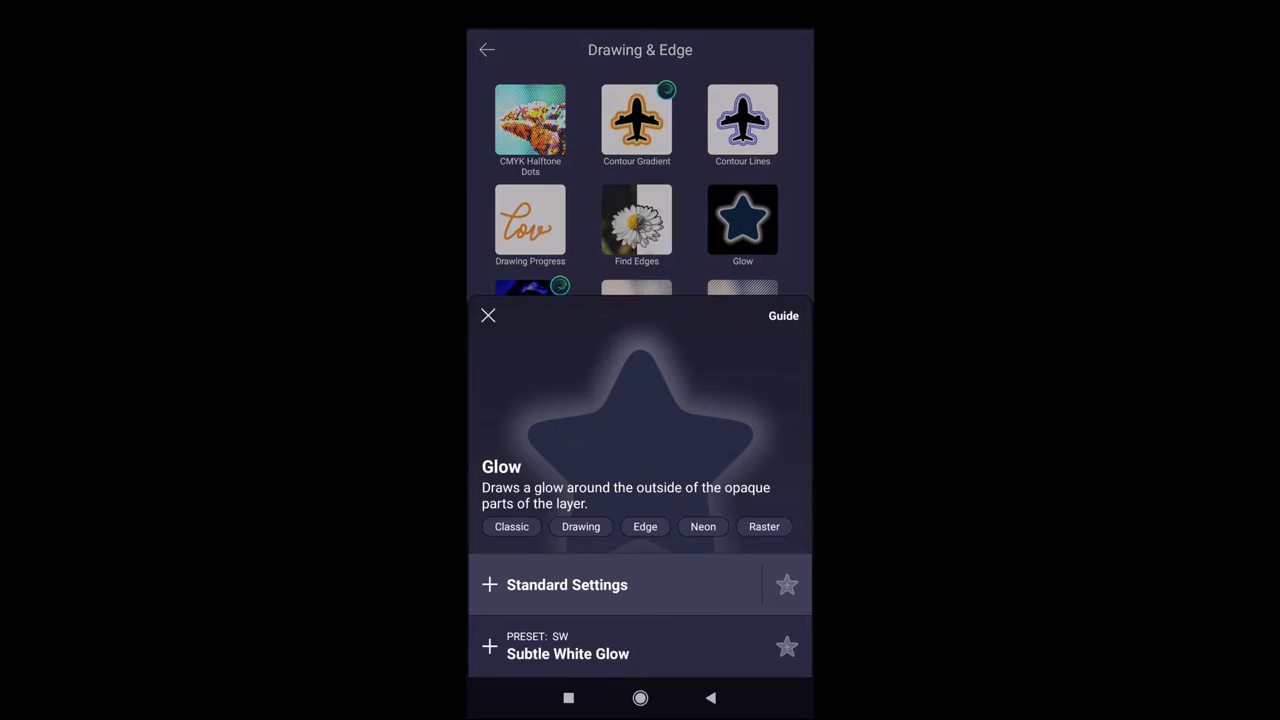 Drawing & Edge
CMYK Halftone
Dots
Contour Gradient
Contour Lines
Lov
Drawing Progress
Find Edges
Glow
Guide
Glow
Draws a glow around the outside of the opaque
parts of the layer.
Classic
Drawing
Edge
Neon
Raster
Standard Settings
PRESET: SW
Subtle White Glow